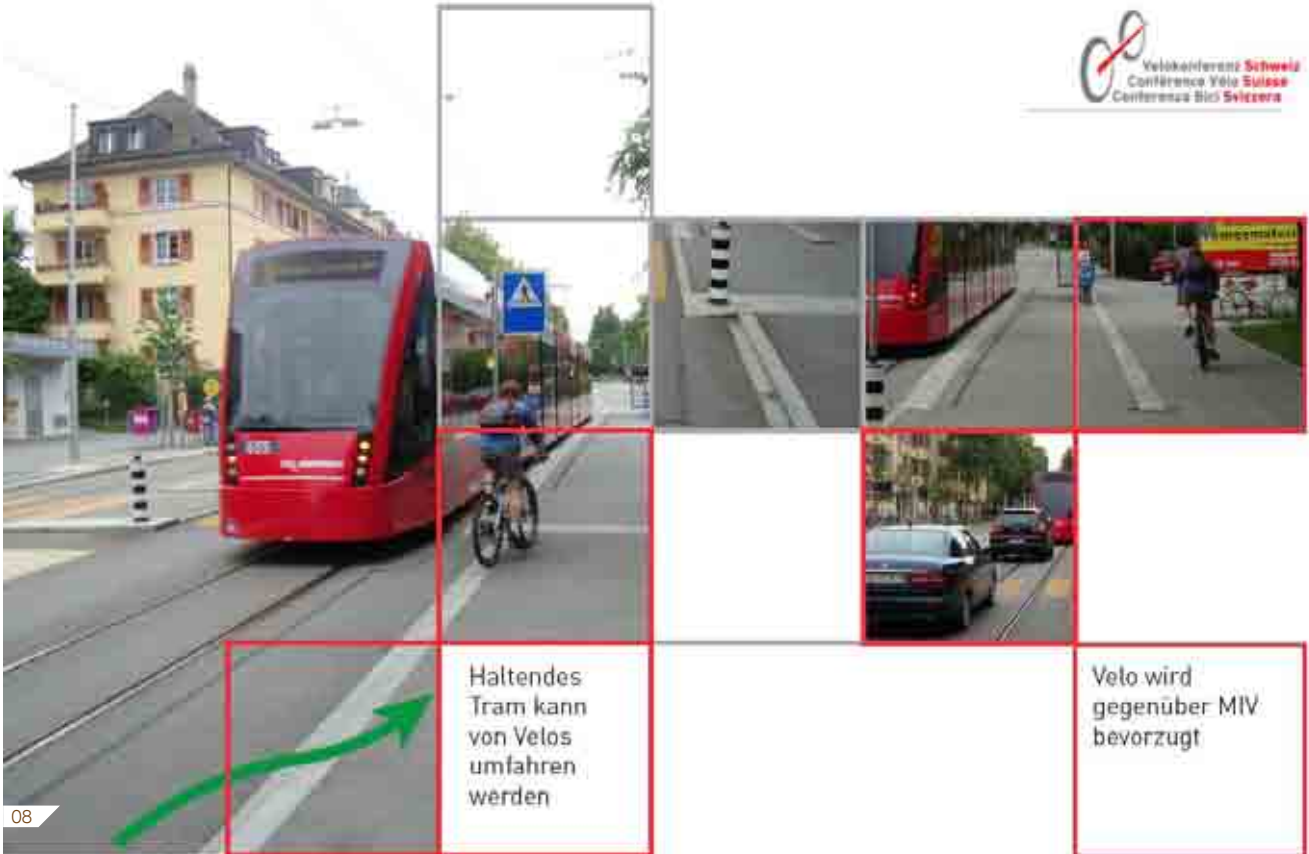 Velokonferenz Schweiz
Conférence Vélo Suisse
Conferenza Bici Svizzera
Haltendes
Tram kann
von Velos
umfahren
werden
Velo wird
gegenüber MIV
bevorzugt
08